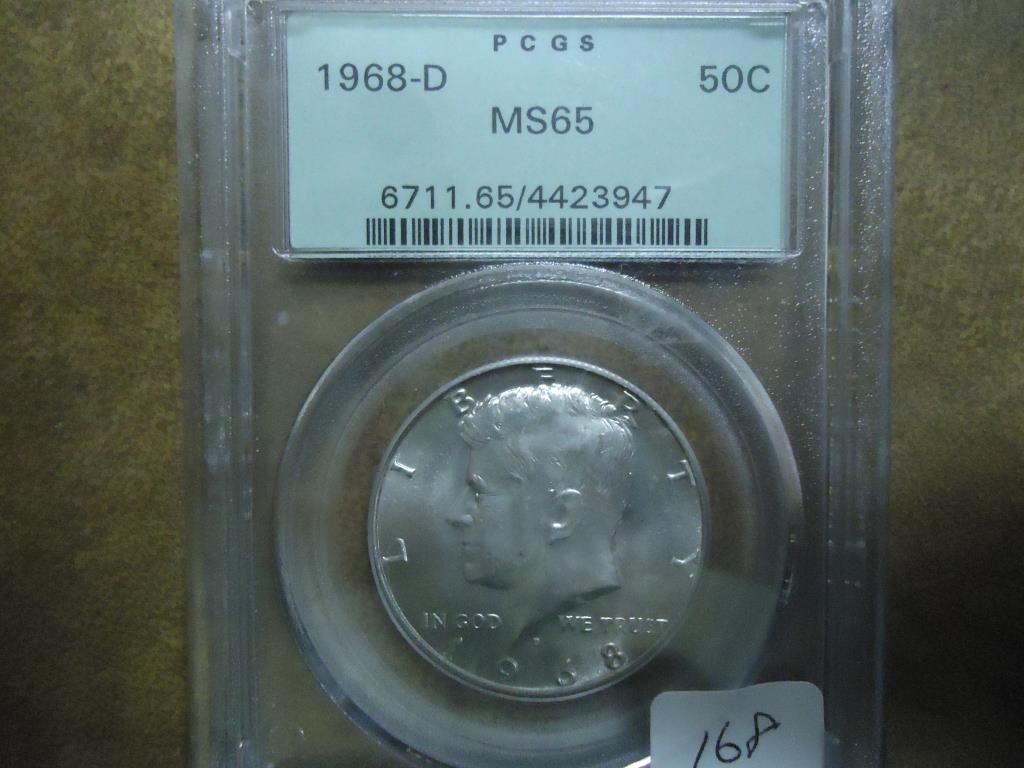 PCGS
1968-D 50C
MS65
6711.65/4423947
LIBERTY
IN GOD WE TRUST
1968
168